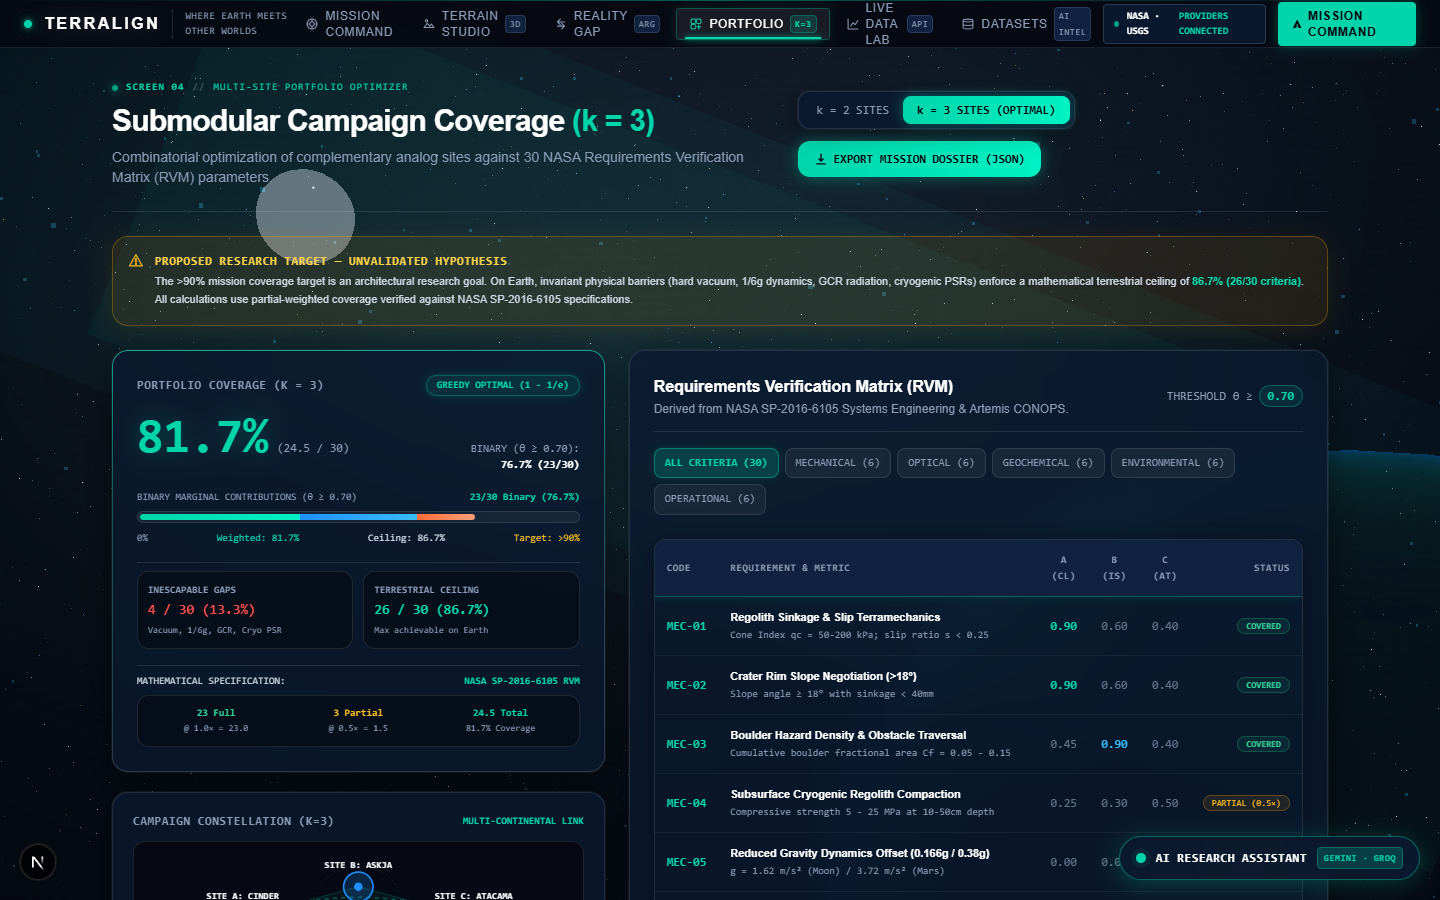 TERRALIGN
WHERE EARTH MEETS
OTHER WORLDS
MISSION
COMMAND
TERRAIN
STUDIO
3D
REALITY
GAP
ARG
PORTFOLIO
K=3
LIVE
DATA
LAB
API
DATASETS
AI
INTEL
NASA •
USGS
PROVIDERS
CONNECTED
MISSION
COMMAND
SCREEN 04 // MULTI-SITE PORTFOLIO OPTIMIZER
Submodular Campaign Coverage (k = 3)
Combinatorial optimization of complementary analog sites against 30 NASA Requirements Verification
Matrix (RVM) parameters.
k = 2 SITES
k = 3 SITES (OPTIMAL)
EXPORT MISSION DOSSIER (JSON)
PROPOSED RESEARCH TARGET — UNVALIDATED HYPOTHESIS
The >90% mission coverage target is an architectural research goal. On Earth, invariant physical barriers (hard vacuum, 1/6g dynamics, GCR radiation, cryogenic PSRs) enforce a mathematical terrestrial ceiling of 86.7% (26/30 criteria).
All calculations use partial-weighted coverage verified against NASA SP-2016-6105 specifications.
PORTFOLIO COVERAGE (K = 3)
GREEDY OPTIMAL (1 - 1/e)
81.7% (24.5 / 30)
BINARY (θ ≥ 0.70):
76.7% (23/30)
BINARY MARGINAL CONTRIBUTIONS (θ ≥ 0.70)
23/30 Binary (76.7%)
0%
Weighted: 81.7%
Ceiling: 86.7%
Target: >90%
INESCAPABLE GAPS
4 / 30 (13.3%)
Vacuum, 1/6g, GCR, Cryo PSR
TERRESTRIAL CEILING
26 / 30 (86.7%)
Max achievable on Earth
MATHEMATICAL SPECIFICATION:
NASA SP-2016-6105 RVM
23 Full
@ 1.0× = 23.0
3 Partial
@ 0.5× = 1.5
24.5 Total
81.7% Coverage
CAMPAIGN CONSTELLATION (K=3)
MULTI-CONTINENTAL LINK
SITE B: ASKJA
SITE A: CINDER
SITE C: ATACAMA
Requirements Verification Matrix (RVM)
Derived from NASA SP-2016-6105 Systems Engineering & Artemis CONOPS.
THRESHOLD θ ≥ 0.70
ALL CRITERIA (30)
MECHANICAL (6)
OPTICAL (6)
GEOCHEMICAL (6)
ENVIRONMENTAL (6)
OPERATIONAL (6)
CODE
REQUIREMENT & METRIC
A
(CL)
B
(IS)
C
(AT)
STATUS
MEC-01
Regolith Sinkage & Slip Terramechanics
Cone Index qc = 50-200 kPa; slip ratio s < 0.25
0.90
0.60
0.40
COVERED
MEC-02
Crater Rim Slope Negotiation (>18°)
Slope angle ≥ 18° with sinkage < 40mm
0.90
0.60
0.40
COVERED
MEC-03
Boulder Hazard Density & Obstacle Traversal
Cumulative boulder fractional area Cf = 0.05 - 0.15
0.45
0.90
0.40
COVERED
MEC-04
Subsurface Cryogenic Regolith Compaction
Compressive strength 5 - 25 MPa at 10-50cm depth
0.25
0.30
0.50
PARTIAL (0.5×)
MEC-05
Reduced Gravity Dynamics Offset (0.166g / 0.38g)
g = 1.62 m/s² (Moon) / 3.72 m/s² (Mars)
0.00
AI RESEARCH ASSISTANT
GEMINI · GROQ
N